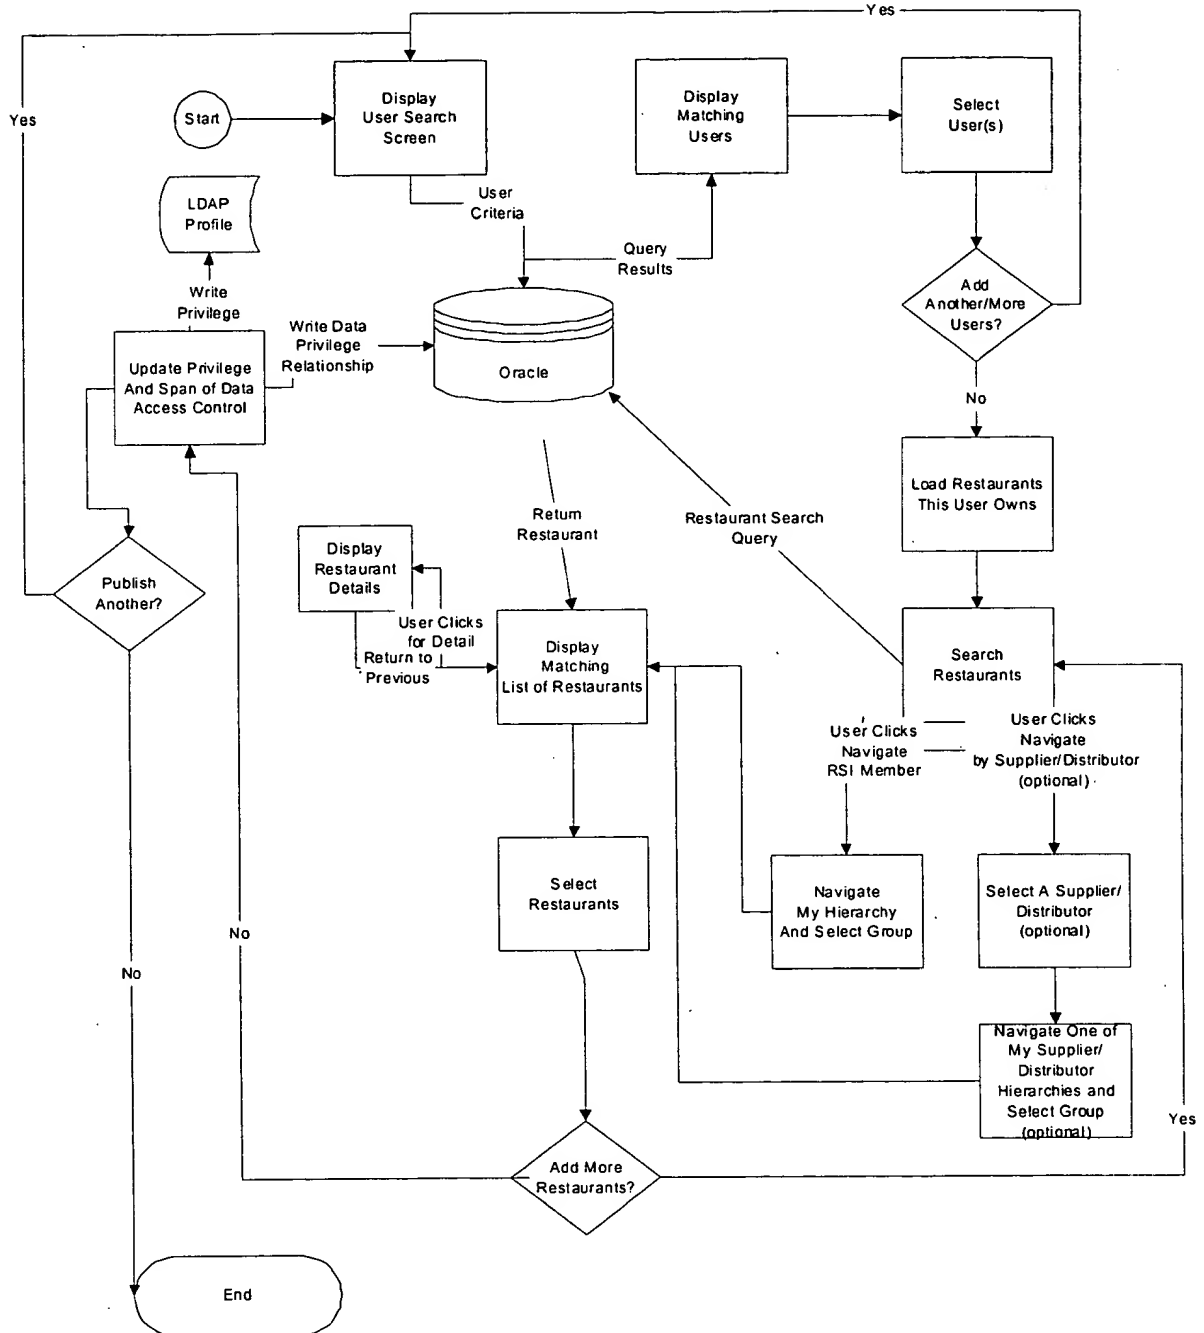 Yes
Yes
Start
Display
User Search
Screen
Display
Matching
Users
Select
User(s)
LDAP
Profile
User
Criteria
Query
Results
Add
Another/More
Users?
Write
Privilege
Write Data
Privilege
Relationship
Update Privilege
And Span of Data
Access Control
Oracle
No
Load Restaurants
This User Owns
Return
Restaurant
Restaurant Search
Query
Display
Restaurant
Details
Publish
Another?
User Clicks
for Detail
Return to
Previous
Display
Matching
List of Restaurants
Search
Restaurants
User Clicks
Navigate
RSI Member
User Clicks
Navigate
by Supplier/Distributor
(optional)
Select
Restaurants
Navigate
My Hierarchy
And Select Group
Select A Supplier/
Distributor
(optional)
No
No
Navigate One of
My Supplier/
Distributor
Hierarchies and
Select Group
(optional)
Yes
Add More
Restaurants?
End